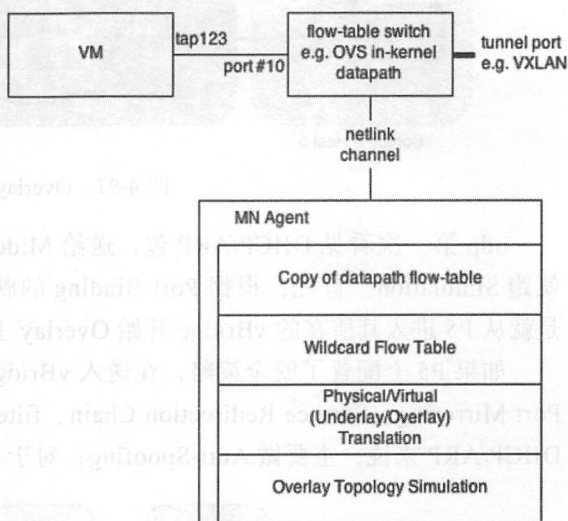 VM
tap123
port#10
flow-table switch
e.g. OVS in-kernel
datapath
tunnel port
e.g. VXLAN
netlink
channel
MN Agent
Copy of datapath flow-table
Wildcard Flow Table
Physical/Virtual
(Underlay/Overlay)
Translation
Overlay Topology Simulation